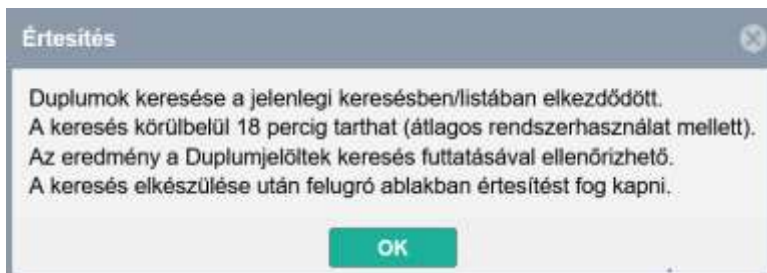 Értesítés
Duplumok keresése a jelenlegi keresésben/listában elkezdődött.
A keresés körülbelül 18 percig tarthat (átlagos rendszerhasználat mellett).
Az eredmény a Duplumjelöltek keresés futtatásával ellenőrizhető.
A keresés elkészülése után felugró ablakban értesítést fog kapni.
OK